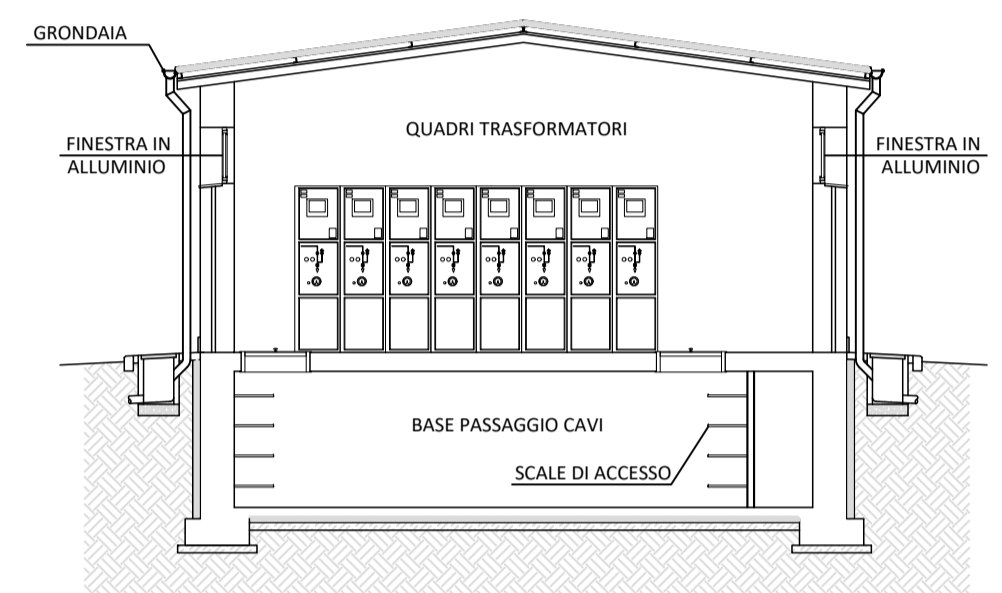 GRONDAIA
QUADRI TRASFORMATORI
FINESTRA IN
ALLUMINIO
FINESTRA IN
ALLUMINIO
BASE PASSAGGIO CAVI
SCALE DI ACCESSO